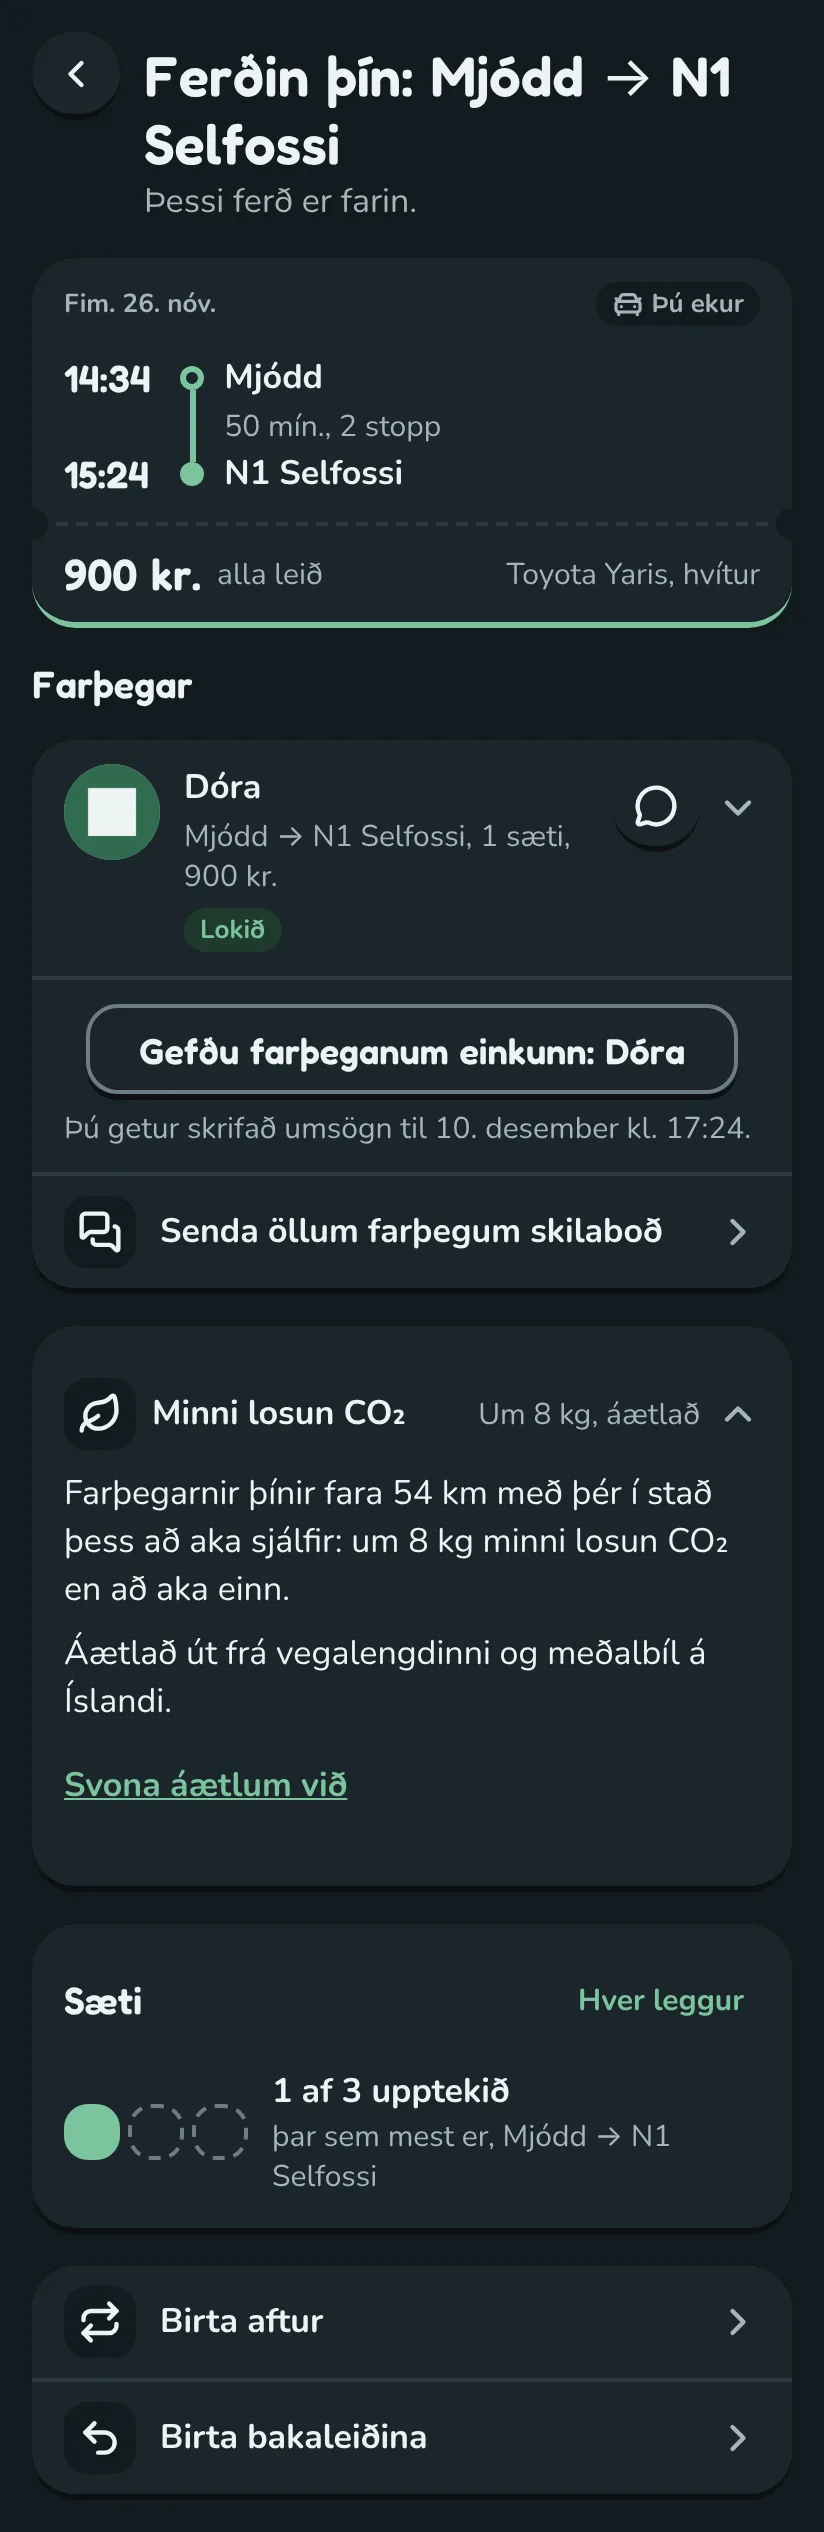 Ferðin þín: Mjódd → N1
Selfossi
Þessi ferð er farin.
Fim. 26. nóv.
Þú ekur
14:34 Mjódd
50 mín., 2 stopp
15:24 N1 Selfossi
900 kr. alla leið
Toyota Yaris, hvítur
Farþegar
Dóra
Mjódd → N1 Selfossi, 1 sæti,
900 kr.
Lokið
Gefðu farþeganum einkunn: Dóra
Þú getur skrifað umsögn til 10. desember kl. 17:24.
Senda öllum farþegum skilaboð
Minni losun CO₂
Um 8 kg, áætlað
Farþegarnir þínir fara 54 km með þér í stað
þess að aka sjálfir: um 8 kg minni losun CO₂
en að aka einn.
Áætlað út frá vegalengdinni og meðalbíl á
Íslandi.
Svona áætlum við
Sæti
Hver leggur
1 af 3 upptekið
þar sem mest er, Mjódd → N1
Selfossi
Birta aftur
Birta bakaleiðina